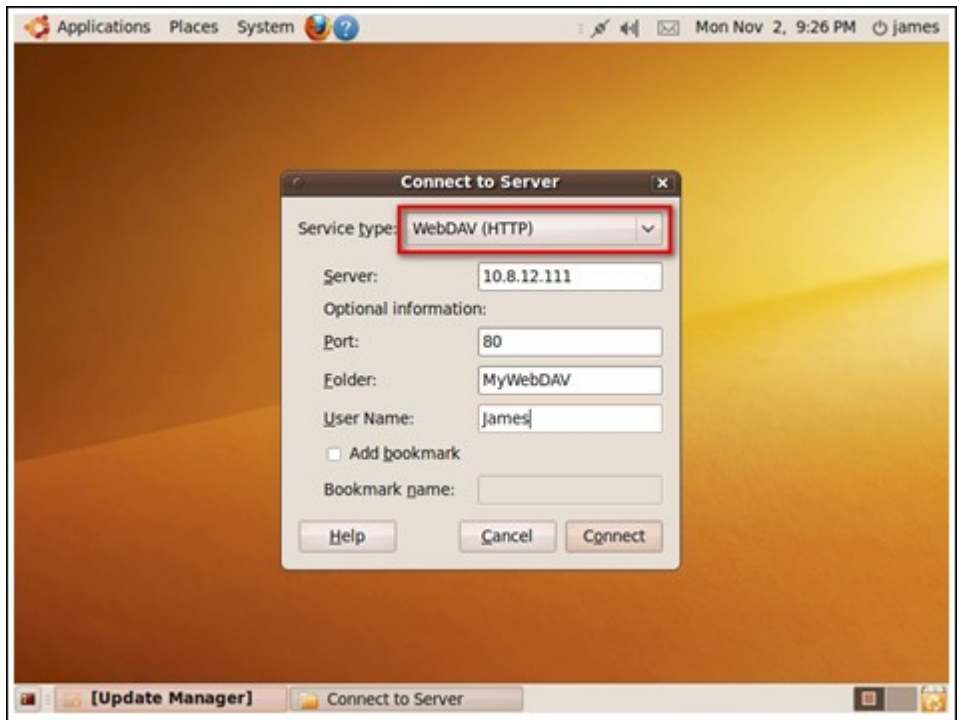 Applications Places System Mon Nov 2, 9:26 PM james
Connect to Server
Service type: WebDAV (HTTP)
Server: 10.8.12.111
Optional information:
Port: 80
Folder: MyWebDAV
User Name: James
Add bookmark
Bookmark name:
Help Cancel Connect
[Update Manager] Connect to Server